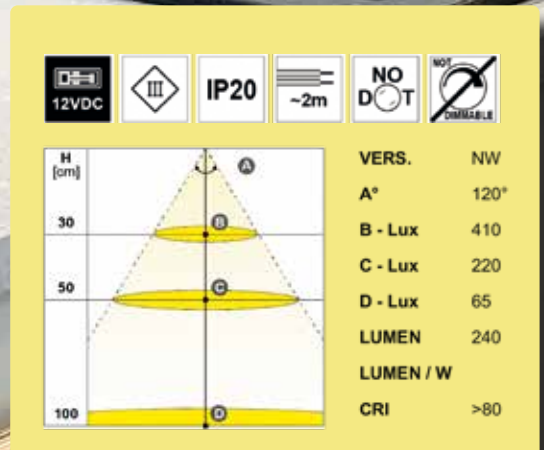 12VDC
III
IP20
~2m
NO
DOT
NOT
DIMMABLE
H
[cm]
30
50
100
A
B
C
D
VERS. NW
A° 120°
B - Lux 410
C - Lux 220
D - Lux 65
LUMEN 240
LUMEN / W
CRI >80